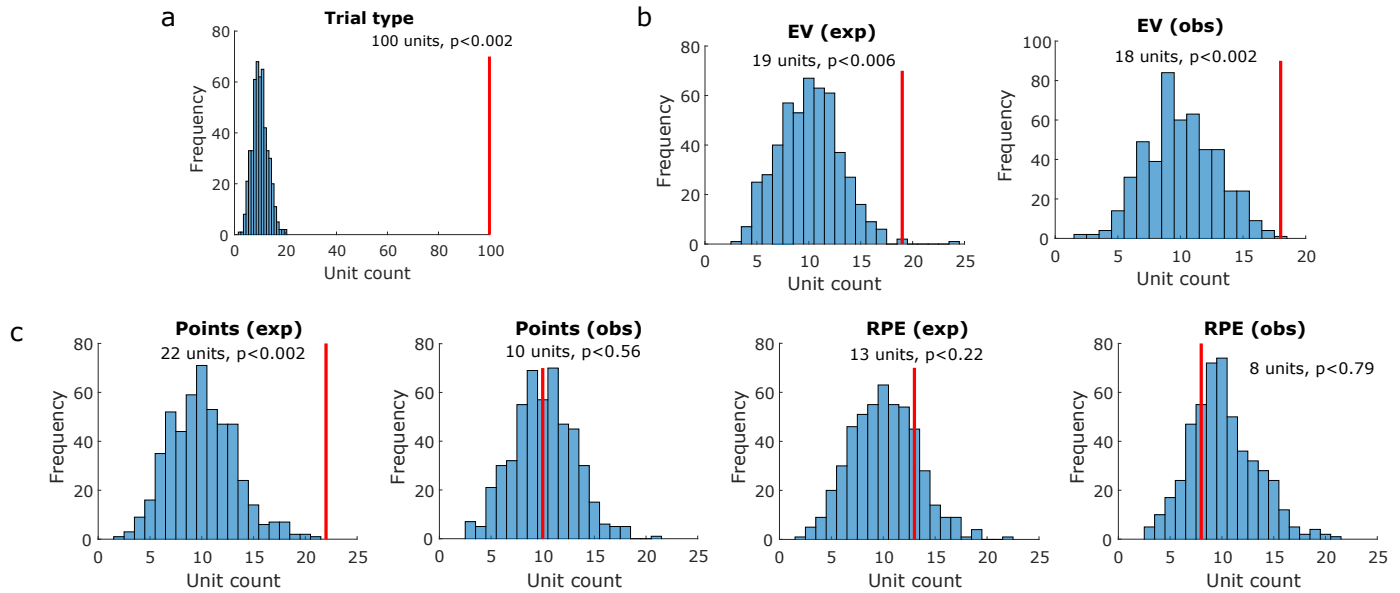 a
Trial type
100 units, p<0.002
Frequency
80
60
40
20
0
0 20 40 60 80 100
Unit count
b
EV (exp)
19 units, p<0.006
Frequency
80
60
40
20
0
0 5 10 15 20 25
Unit count
EV (obs)
18 units, p<0.002
Frequency
100
80
60
40
20
0
0 5 10 15 20
Unit count
c
Points (exp)
22 units, p<0.002
Frequency
80
60
40
20
0
0 5 10 15 20 25
Unit count
Points (obs)
10 units, p<0.56
Frequency
80
60
40
20
0
0 5 10 15 20 25
Unit count
RPE (exp)
13 units, p<0.22
Frequency
80
60
40
20
0
0 5 10 15 20 25
Unit count
RPE (obs)
8 units, p<0.79
Frequency
80
60
40
20
0
0 5 10 15 20 25
Unit count